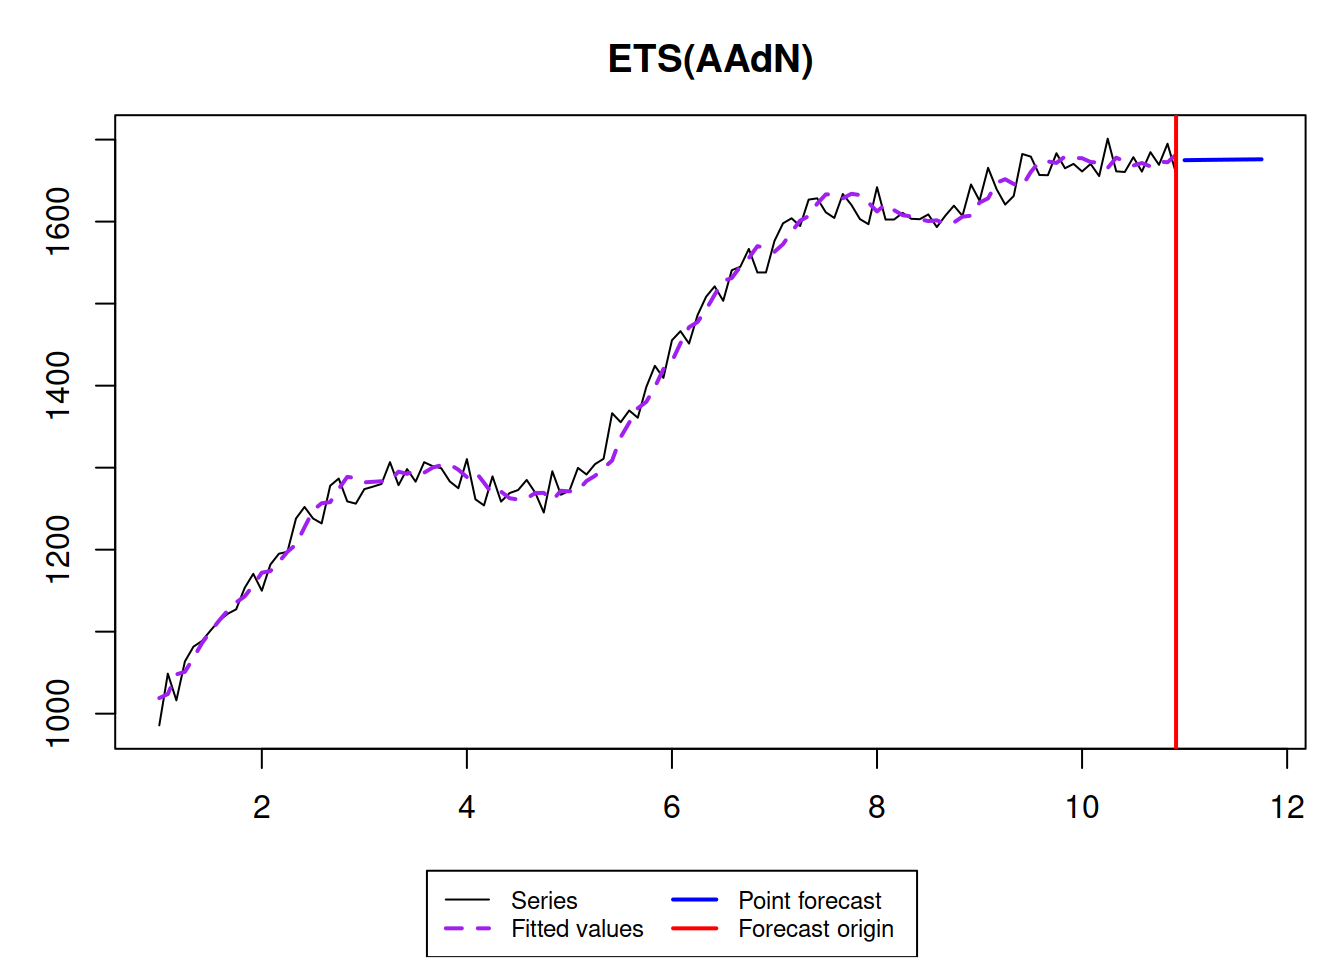 ETS(AAdN)
1600
1400
1200
1000
2 4 6 8 10 12
Series Point forecast
Fitted values Forecast origin